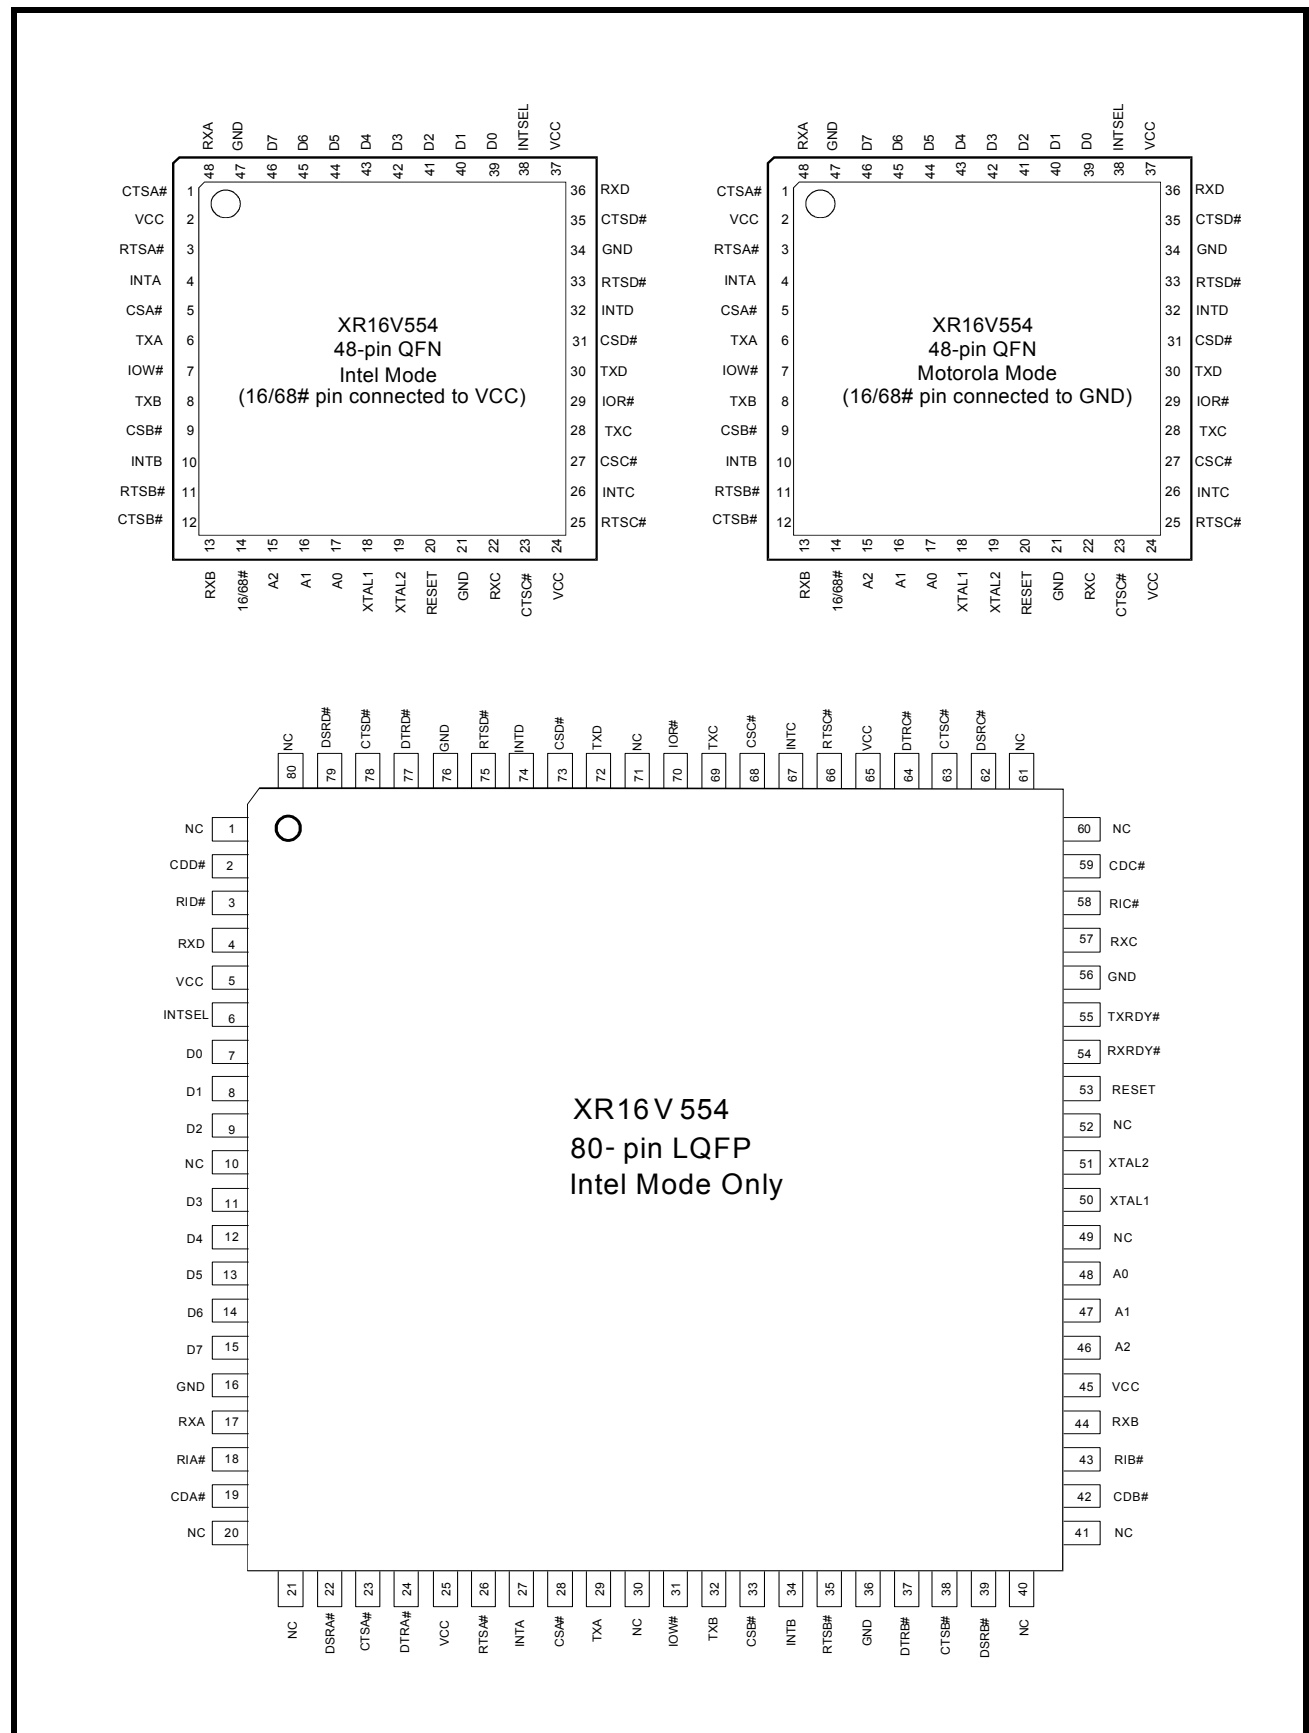 RXA GND D7 D6 D5 D4 D3 D2 D1 D0 INTSEL VCC
48 47 46 45 44 43 42 41 40 39 38 37
CTSA# 1 36 RXD
VCC 2 35 CTSD#
RTSA# 3 34 GND
INTA 4 33 RTSD#
CSA# 5 32 INTD
TXA 6 31 CSD#
IOW# 7 30 TXD
TXB 8 29 IOR#
CSB# 9 28 TXC
INTB 10 27 CSC#
RTSB# 11 26 INTC
CTSB# 12 25 RTSC#
XR16V554
48-pin QFN
Intel Mode
(16/68# pin connected to VCC)
13 14 15 16 17 18 19 20 21 22 23 24
RXB 16/68# A2 A1 A0 XTAL1 XTAL2 RESET GND RXC CTSC# VCC
RXA GND D7 D6 D5 D4 D3 D2 D1 D0 INTSEL VCC
48 47 46 45 44 43 42 41 40 39 38 37
CTSA# 1 36 RXD
VCC 2 35 CTSD#
RTSA# 3 34 GND
INTA 4 33 RTSD#
CSA# 5 32 INTD
TXA 6 31 CSD#
IOW# 7 30 TXD
TXB 8 29 IOR#
CSB# 9 28 TXC
INTB 10 27 CSC#
RTSB# 11 26 INTC
CTSB# 12 25 RTSC#
XR16V554
48-pin QFN
Motorola Mode
(16/68# pin connected to GND)
13 14 15 16 17 18 19 20 21 22 23 24
RXB 16/68# A2 A1 A0 XTAL1 XTAL2 RESET GND RXC CTSC# VCC
NC DSRD# CTSD# DTRD# GND RTSD# INTD CSD# TXD NC IOR# TXC CSC# INTC RTSC# VCC DTRC# CTSC# DSRC# NC
80 79 78 77 76 75 74 73 72 71 70 69 68 67 66 65 64 63 62 61
NC 1 60 NC
CDD# 2 59 CDC#
RID# 3 58 RIC#
RXD 4 57 RXC
VCC 5 56 GND
INTSEL 6 55 TXRDY#
D0 7 54 RXRDY#
D1 8 53 RESET
D2 9 52 NC
NC 10 51 XTAL2
D3 11 50 XTAL1
D4 12 49 NC
D5 13 48 A0
D6 14 47 A1
D7 15 46 A2
GND 16 45 VCC
RXA 17 44 RXB
RIA# 18 43 RIB#
CDA# 19 42 CDB#
NC 20 41 NC
XR16V554
80- pin LQFP
Intel Mode Only
21 22 23 24 25 26 27 28 29 30 31 32 33 34 35 36 37 38 39 40
NC DSRA# CTSA# DTRA# VCC RTSA# INTA CSA# TXA NC IOW# TXB CSB# INTB RTSB# GND DTRB# CTSB# DSRB# NC